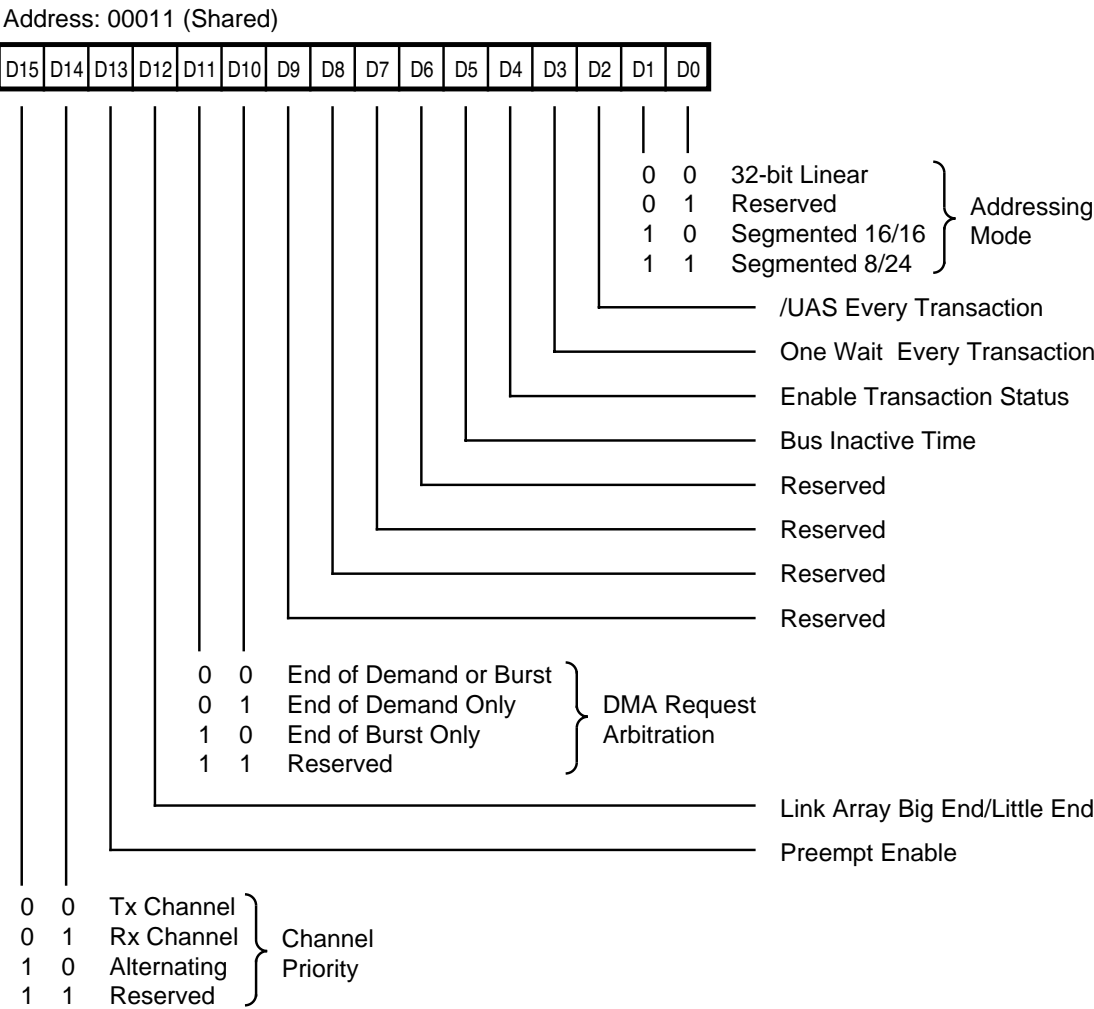 Address: 00011 (Shared)
D15 D14 D13 D12 D11 D10 D9 D8 D7 D6 D5 D4 D3 D2 D1 D0
0 0 32-bit Linear
0 1 Reserved
1 0 Segmented 16/16
1 1 Segmented 8/24
Addressing
Mode
/UAS Every Transaction
One Wait Every Transaction
Enable Transaction Status
Bus Inactive Time
Reserved
Reserved
Reserved
Reserved
0 0 End of Demand or Burst
0 1 End of Demand Only
1 0 End of Burst Only
1 1 Reserved
DMA Request
Arbitration
Link Array Big End/Little End
Preempt Enable
0 0 Tx Channel
0 1 Rx Channel
1 0 Alternating
1 1 Reserved
Channel
Priority